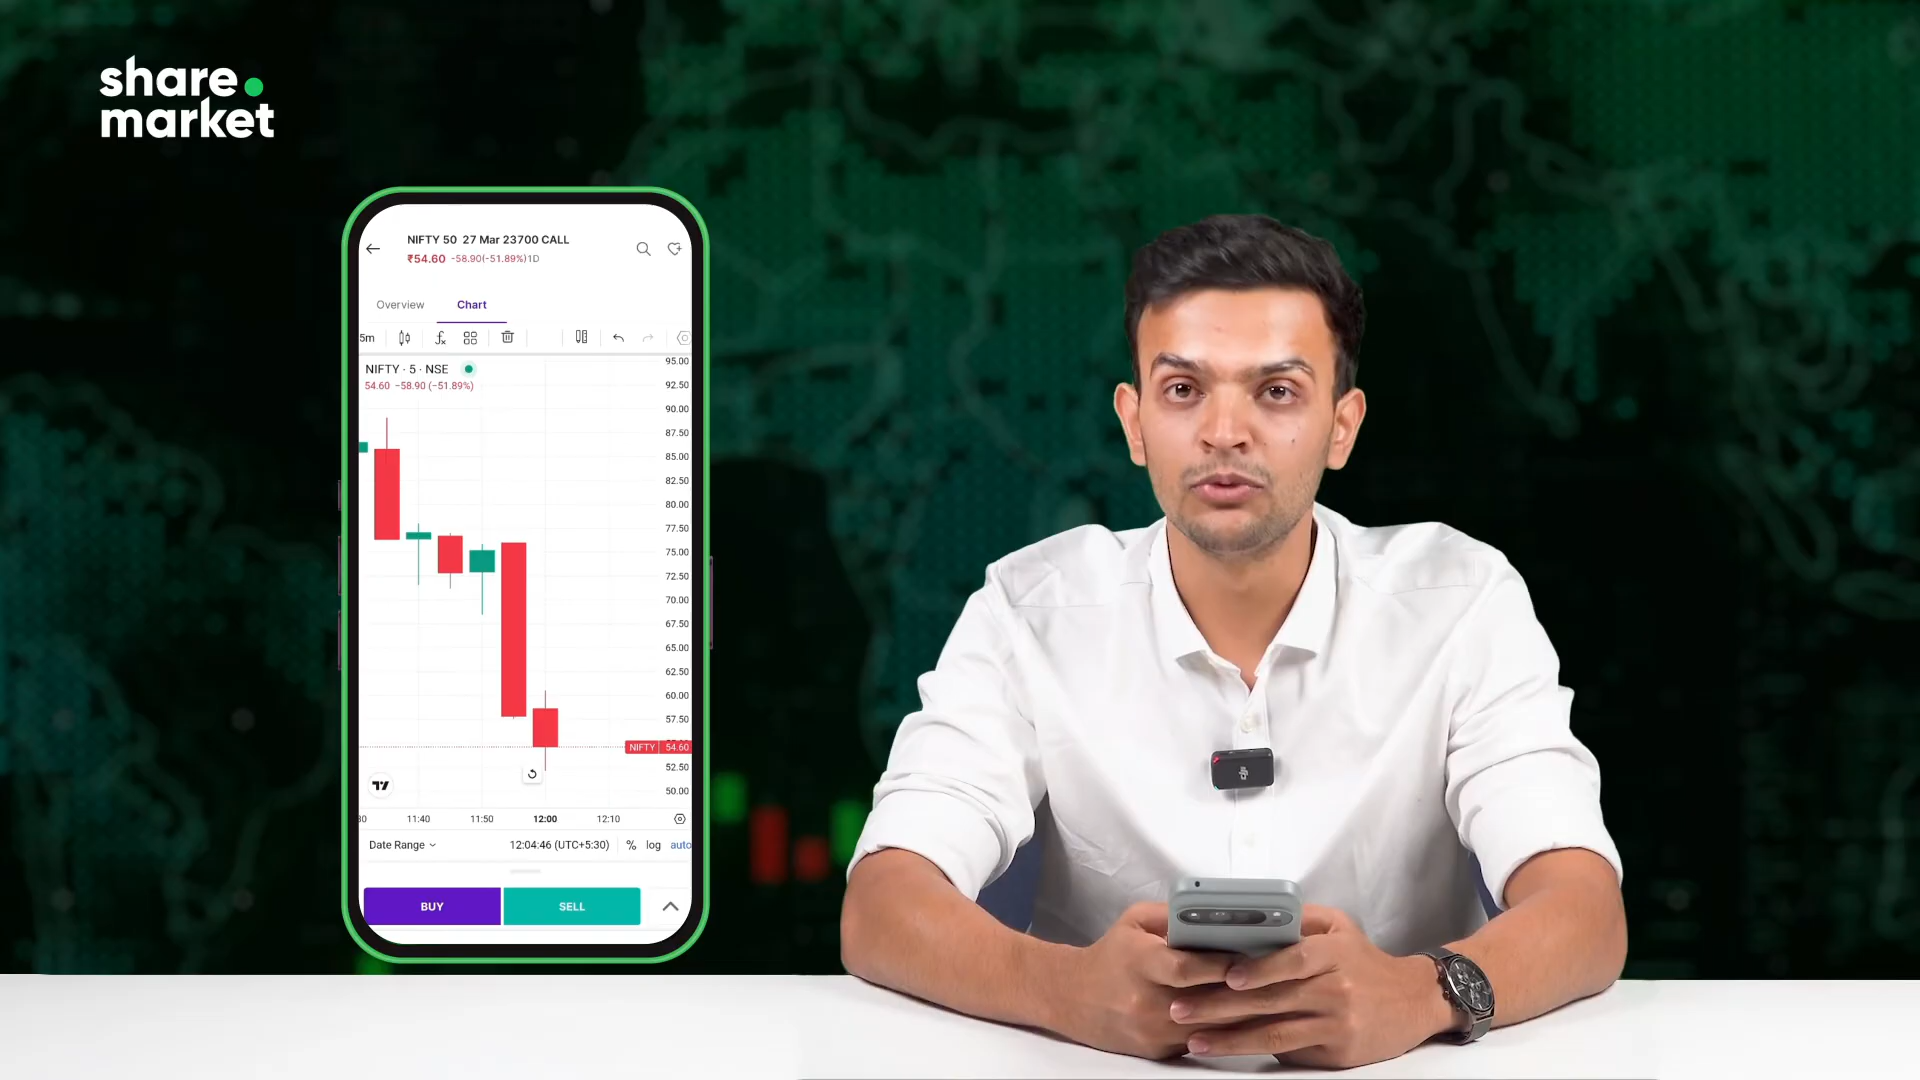 share.
market
NIFTY 50 27 Mar 23700 CALL
₹54.60 -58.90(-51.89%)1D
Overview Chart
5m
NIFTY · 5 · NSE
54.60 −58.90 (−51.89%)
95.00
92.50
90.00
87.50
85.00
82.50
80.00
77.50
75.00
72.50
70.00
67.50
65.00
62.50
60.00
57.50
NIFTY 54.60
52.50
50.00
11:40 11:50 12:00 12:10
Date Range 12:04:46 (UTC+5:30) % log auto
BUY SELL